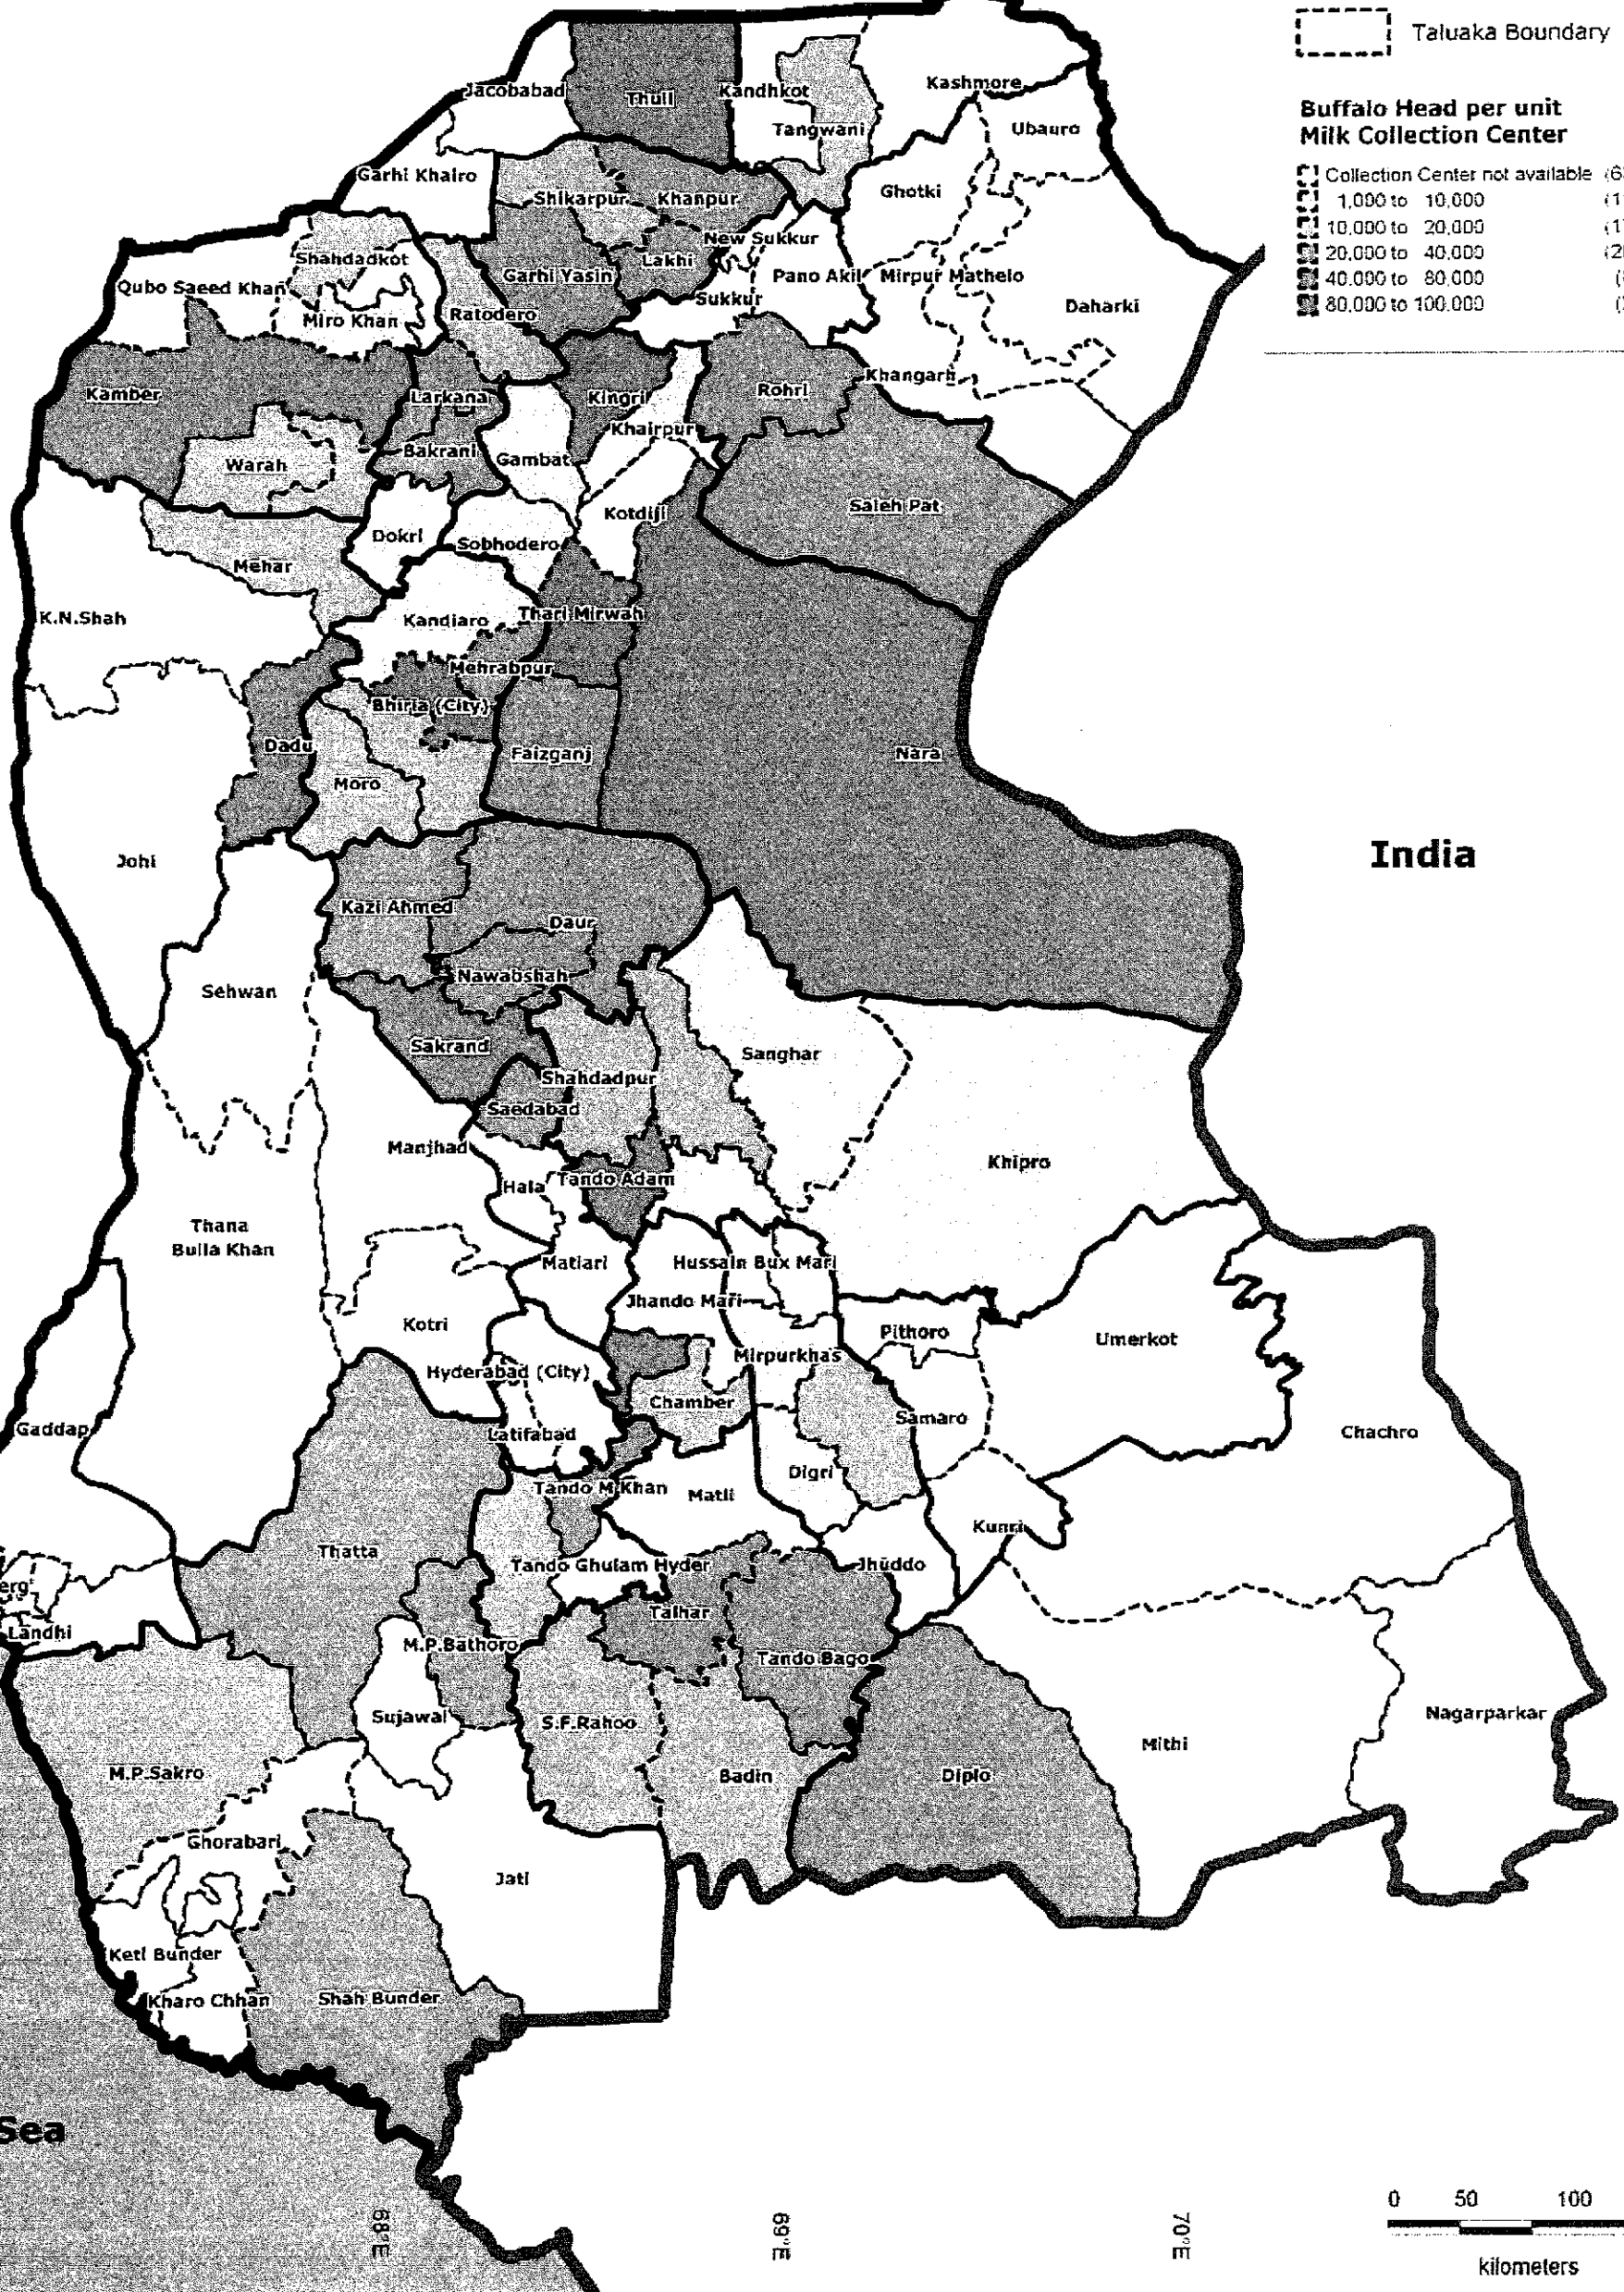 Taluaka Boundary
Buffalo Head per unit
Milk Collection Center
Collection Center not available
1,000 to 10,000
10,000 to 20,000
20,000 to 40,000
40,000 to 80,000
80,000 to 100,000
Jacobabad
Thull
Kandhkot
Kashmore
Tangwani
Ubauro
Garhi Khairo
Shikarpur
Khanpur
Ghotki
Shahdadkot
New Sukkur
Lakhi
Garhi Yasin
Pano Akil
Mirpur Mathelo
Qubo Saeed Khan
Sukkur
Daharki
Miro Khan
Ratodero
Khangarh
Kamber
Larkana
Kingri
Rohri
Khairpur
Bakrani
Gambat
Warah
Saleh Pat
Kotdiji
Dokri
Sobhodero
Mehar
K.N.Shah
Kandiaro
Thari Mirwah
Mehrabpur
Bhiria (City)
Dadu
Faizganj
Nara
Moro
India
Johi
Kazi Ahmed
Daur
Nawabshah
Sehwan
Sakrand
Sanghar
Shahdadpur
Saedabad
Manjhad
Khipro
Hala
Tando Adam
Thana
Bulla Khan
Matiari
Hussain Bux Mari
Jhando Mari
Kotri
Pithoro
Umerkot
Mirpurkhas
Hyderabad (City)
Chamber
Samaro
Gaddap
Latifabad
Chachro
Digri
Tando M Khan
Matli
Kunri
Thatta
Tando Ghulam Hyder
Jhuddo
Landhi
Talhar
M.P.Bathoro
Tando Bago
Sujawal
S.F.Rahoo
Nagarparkar
Mithi
M.P.Sakro
Badin
Diplo
Ghorabari
Jati
Keti Bunder
Kharo Chhan
Shah Bunder
Sea
68°E
69°E
70°E
0 50 100
kilometers